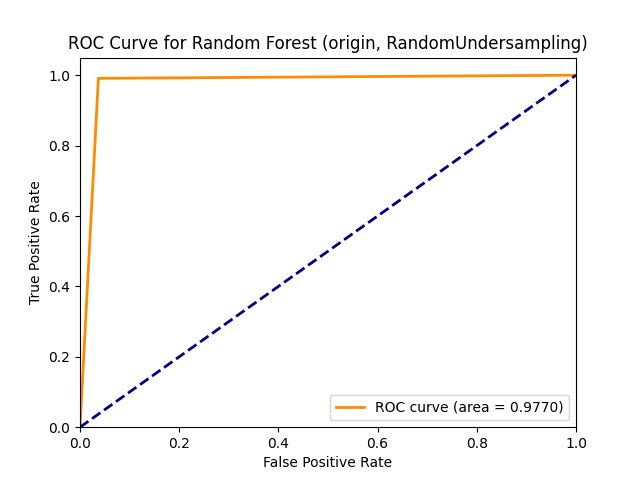 ROC Curve for Random Forest (origin, RandomUndersampling)
1.0
0.8
0.6
0.4
0.2
0.0
True Positive Rate
ROC curve (area = 0.9770)
0.0 0.2 0.4 0.6 0.8 1.0
False Positive Rate